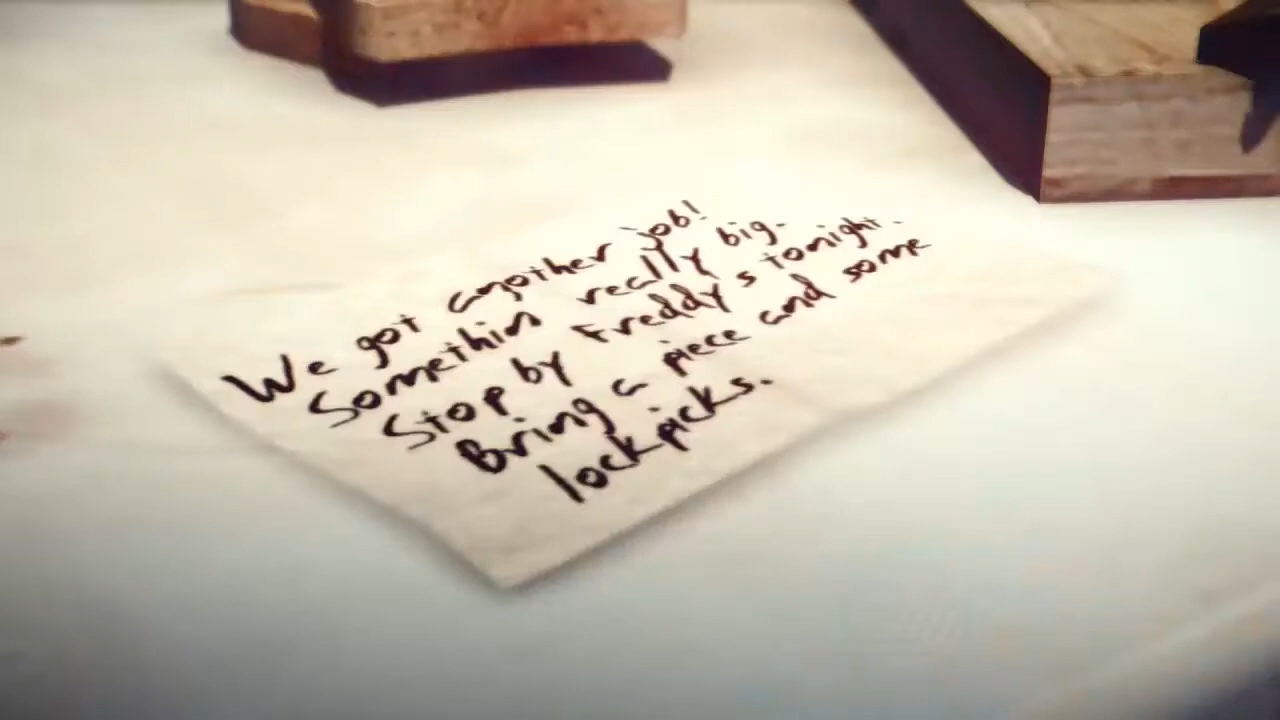 We got another job!
Somethin really big.
Stop by Freddy's tonight.
Bring a piece and some
lockpicks.